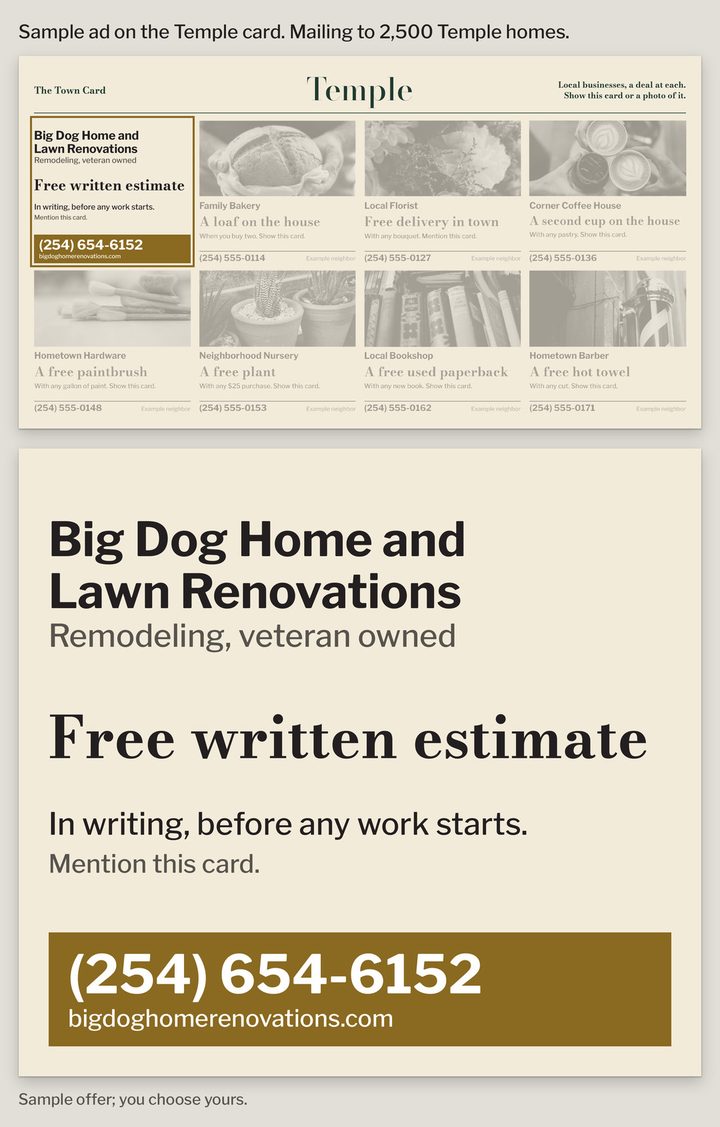 Sample ad on the Temple card. Mailing to 2,500 Temple homes.
The Town Card
Temple
Local businesses, a deal at each.
Show this card or a photo of it.
Big Dog Home and
Lawn Renovations
Remodeling, veteran owned
Free written estimate
In writing, before any work starts.
Mention this card.
(254) 654-6152
bigdoghomerenovations.com
Family Bakery
A loaf on the house
When you buy two. Show this card.
(254) 555-0114
Example neighbor
Local Florist
Free delivery in town
With any bouquet. Mention this card.
(254) 555-0127
Example neighbor
Corner Coffee House
A second cup on the house
With any pastry. Show this card.
(254) 555-0136
Example neighbor
Hometown Hardware
A free paintbrush
With any gallon of paint. Show this card.
(254) 555-0148
Example neighbor
Neighborhood Nursery
A free plant
With any $25 purchase. Show this card.
(254) 555-0153
Example neighbor
Local Bookshop
A free used paperback
With any new book. Show this card.
(254) 555-0162
Example neighbor
Hometown Barber
A free hot towel
With any cut. Show this card.
(254) 555-0171
Example neighbor
Big Dog Home and
Lawn Renovations
Remodeling, veteran owned
Free written estimate
In writing, before any work starts.
Mention this card.
(254) 654-6152
bigdoghomerenovations.com
Sample offer; you choose yours.